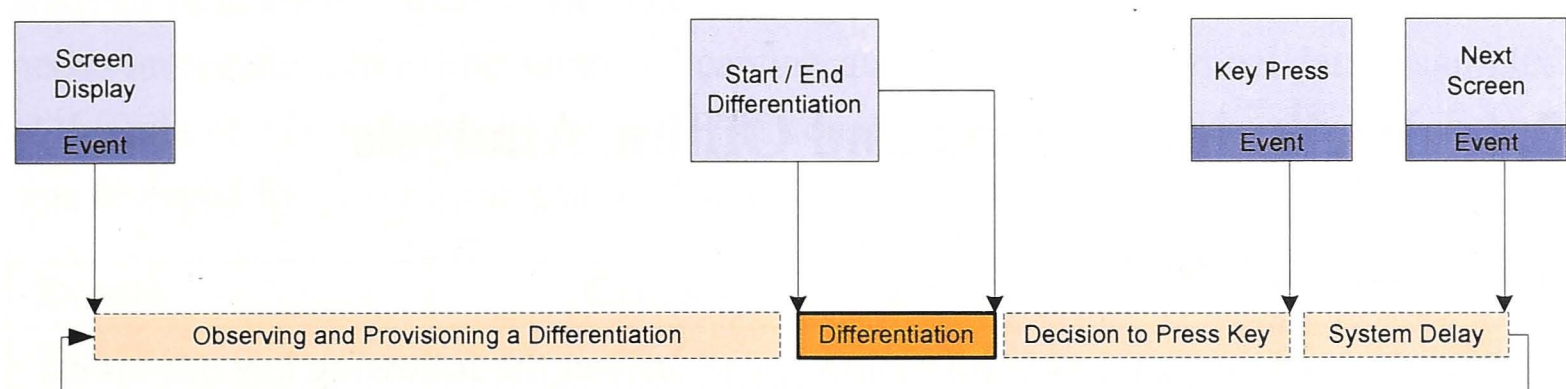 Screen
Display
Event
Start / End
Differentiation
Key Press
Event
Next
Screen
Event
Observing and Provisioning a Differentiation
Differentiation
Decision to Press Key
System Delay